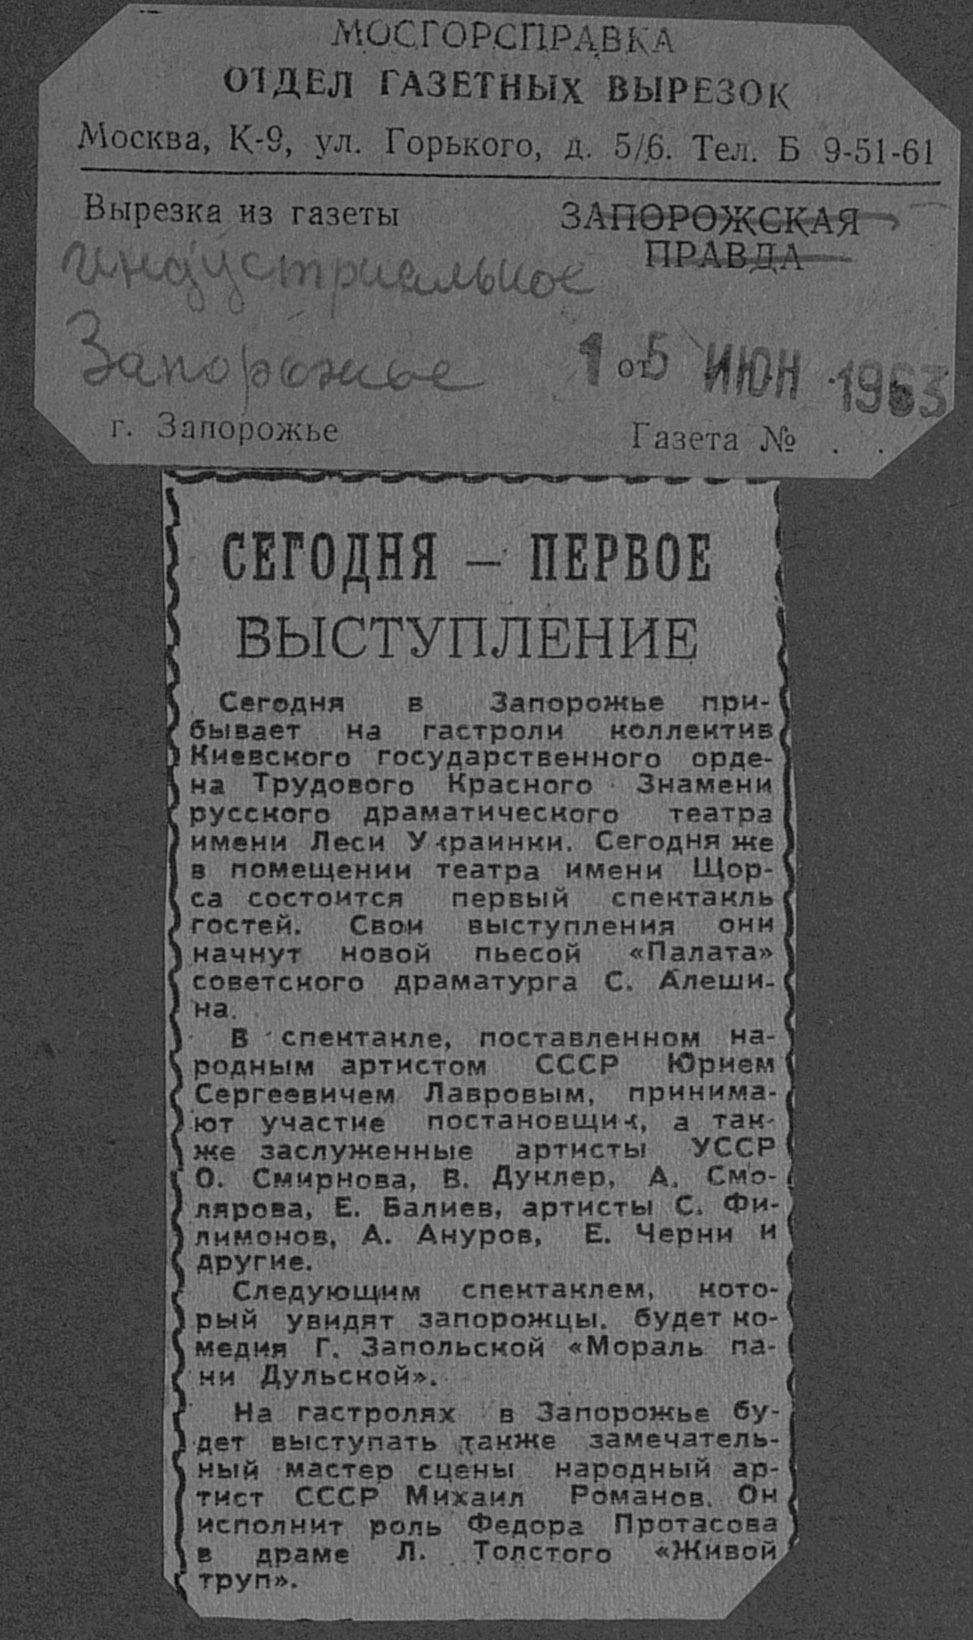 МОСГОРСПРАВКА
ОТДЕЛ ГАЗЕТНЫХ ВЫРЕЗОК
Москва, К-9, ул. Горького, д. 5/6. Тел. Б 9-51-61
Вырезка из газеты ЗАПОРОЖСКАЯ
ПРАВДА
индустриальное
Запорожье
1 от 5 ИЮН 1963
г. Запорожье Газета № . .
СЕГОДНЯ — ПЕРВОЕ
ВЫСТУПЛЕНИЕ
Сегодня в Запорожье при-
бывает на гастроли коллектив
Киевского государственного орде-
на Трудового Красного Знамени
русского драматического театра
имени Леси Украинки. Сегодня же
в помещении театра имени Щор-
са состоится первый спектакль
гостей. Свои выступления они
начнут новой пьесой «Палата»
советского драматурга С. Алеши-
на.
В спектакле, поставленном на-
родным артистом СССР Юрием
Сергеевичем Лавровым, принима-
ют участие постановщик, а так-
же заслуженные артисты УССР
О. Смирнова, В. Дуклер, А. Смо-
лярова, Е. Балиев, артисты С. Фи-
лимонов, А. Ануров, Е. Черни и
другие.
Следующим спектаклем, кото-
рый увидят запорожцы, будет ко-
медия Г. Запольской «Мораль па-
ни Дульской».
На гастролях в Запорожье бу-
дет выступать также замечатель-
ный мастер сцены народный ар-
тист СССР Михаил Романов. Он
исполнит роль Федора Протасова
в драме Л. Толстого «Живой
труп».